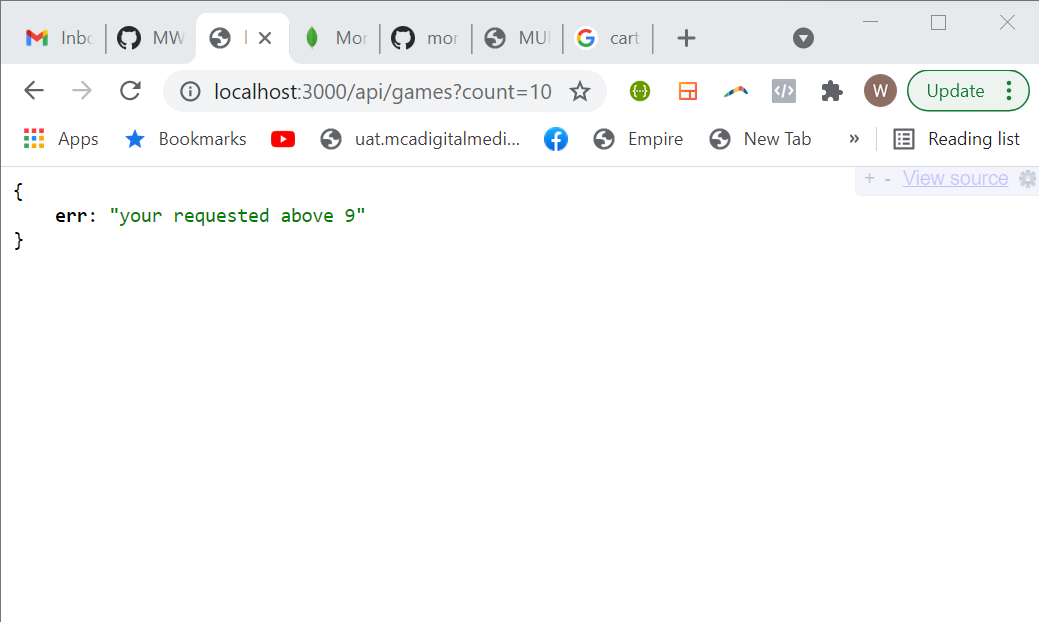 Inbo
MW
Mor
mor
MUI
cart
localhost:3000/api/games?count=10
W
Update
Apps
Bookmarks
uat.mcadigitalmedi...
Empire
New Tab
»
Reading list
+ - View source
{
err: "your requested above 9"
}